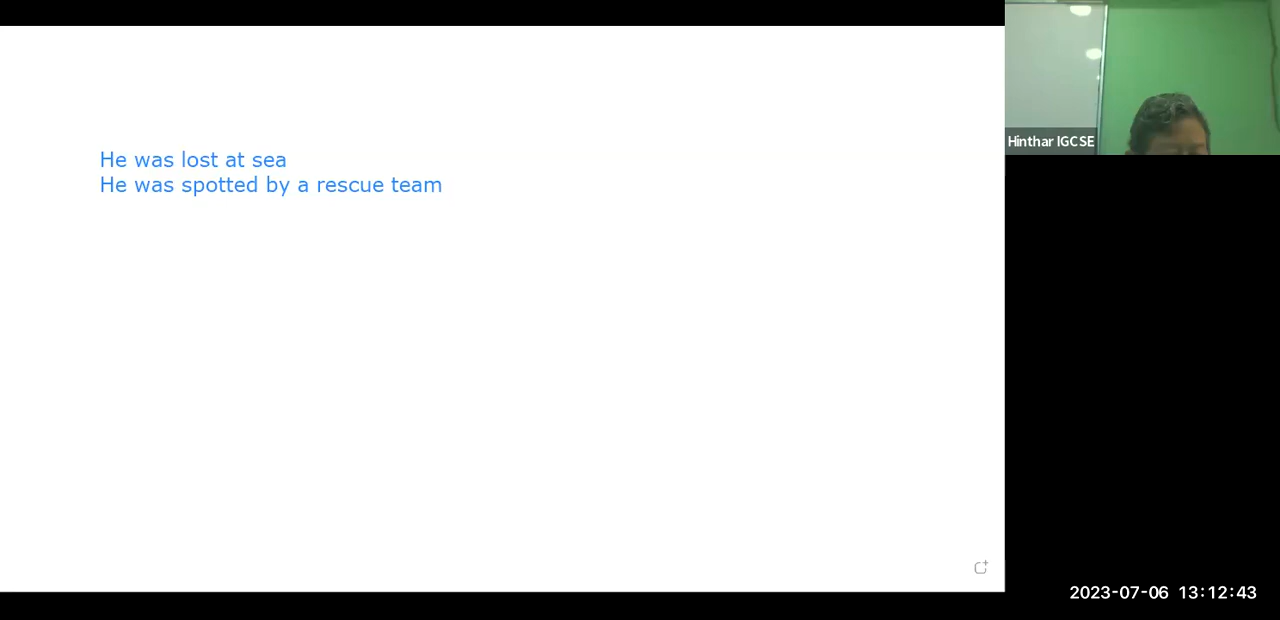 He was lost at sea
He was spotted by a rescue team
Hinthar IGCSE
2023-07-06 13:12:43